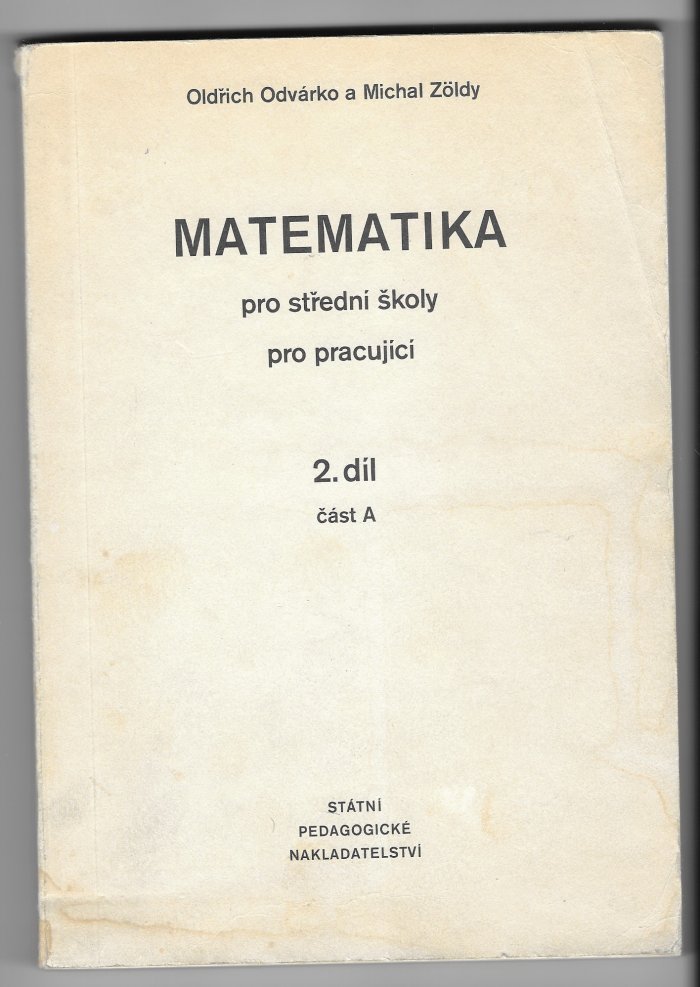 Oldřich Odvárko a Michal Zöldy
MATEMATIKA
pro střední školy
pro pracující
2. díl
část A
STÁTNÍ
PEDAGOGICKÉ
NAKLADATELSTVÍ